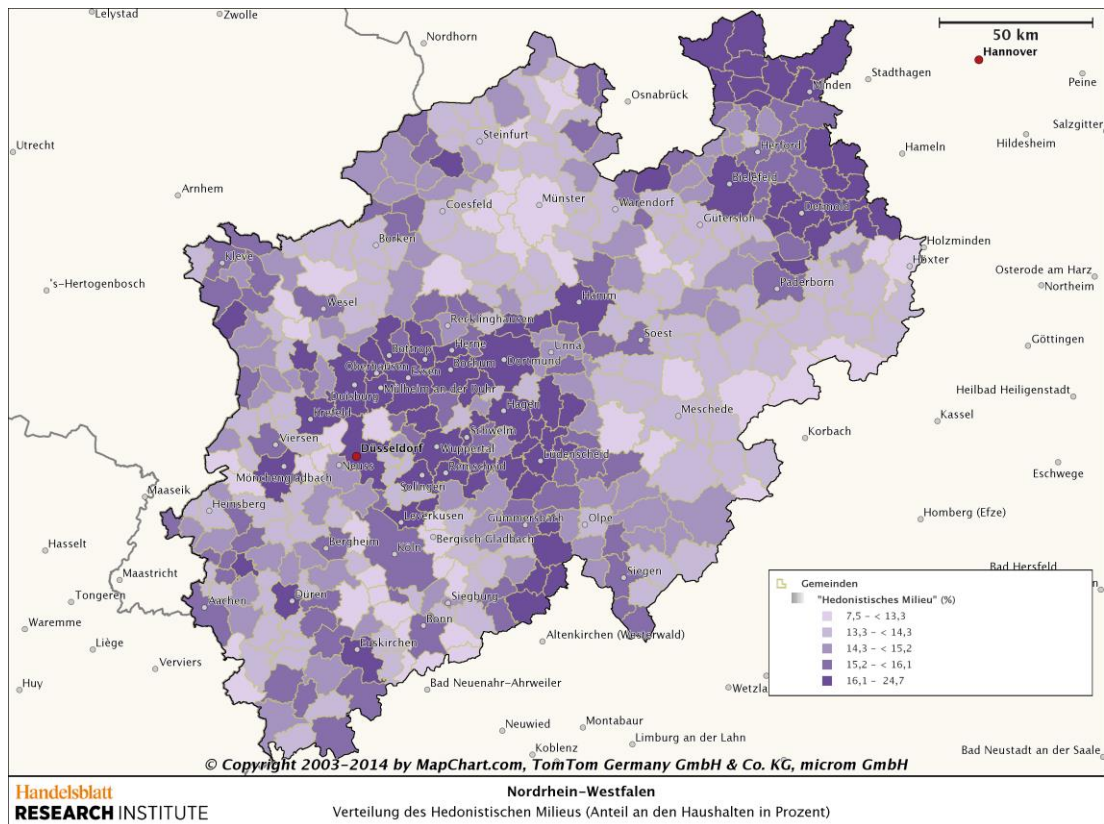 Lelystad
Zwolle
50 km
Nordhorn
Hannover
Stadthagen
Peine
Minden
Osnabrück
Salzgitter
Steinfurt
Hildesheim
Utrecht
Herford
Hameln
Bielefeld
Arnhem
Münster
Coesfeld
Warendorf
Detmold
Gütersloh
Borken
Holzminden
Kleve
Höxter
Osterode am Harz
's-Hertogenbosch
Paderborn
Northeim
Wesel
Hamm
Recklinghausen
Soest
Herne
Unna
Göttingen
Bottrop
Dortmund
Oberhausen
Essen
Bochum
Duisburg
Mülheim an der Ruhr
Heilbad Heiligenstadt
Hagen
Meschede
Krefeld
Kassel
Schwelm
Korbach
Viersen
Düsseldorf
Wuppertal
Lüdenscheid
Neuss
Remscheid
Eschwege
Mönchengladbach
Solingen
Maaseik
Heinsberg
Leverkusen
Gummersbach
Olpe
Homberg (Efze)
Bergisch Gladbach
Hasselt
Bergheim
Köln
Bad Hersfeld
Maastricht
Siegen
Tongeren
Aachen
Düren
Siegburg
Waremme
Bonn
Liège
Altenkirchen (Westerwald)
Euskirchen
Verviers
Huy
Bad Neuenahr-Ahrweiler
Neuwied
Montabaur
Limburg an der Lahn
Koblenz
Bad Neustadt an der Saale
Gemeinden
"Hedonistisches Milieu" (%)
7,5 - < 13,3
13,3 - < 14,3
14,3 - < 15,2
15,2 - < 16,1
16,1 - 24,7
© Copyright 2003-2014 by MapChart.com, TomTom Germany GmbH & Co. KG, microm GmbH
Handelsblatt
RESEARCH INSTITUTE
Nordrhein-Westfalen
Verteilung des Hedonistischen Milieus (Anteil an den Haushalten in Prozent)